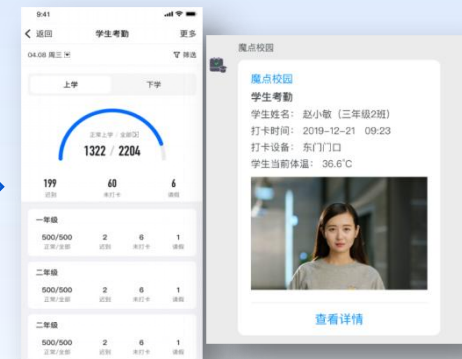 9:41
返回
学生考勤
更多
04.08 周三
筛选
上学
下学
正常上学 / 全部
1322 / 2204
199
60
6
迟到
未打卡
请假
一年级
500/500
2
6
1
正常/全部
迟到
未打卡
请假
二年级
500/500
2
6
1
正常/全部
迟到
未打卡
请假
二年级
500/500
2
6
1
正常/全部
迟到
未打卡
请假
魔点校园
魔点校园
学生考勤
学生姓名： 赵小敏（三年级2班）
打卡时间： 2019-12-21 09:23
打卡设备： 东门门口
学生当前体温： 36.6℃
查看详情